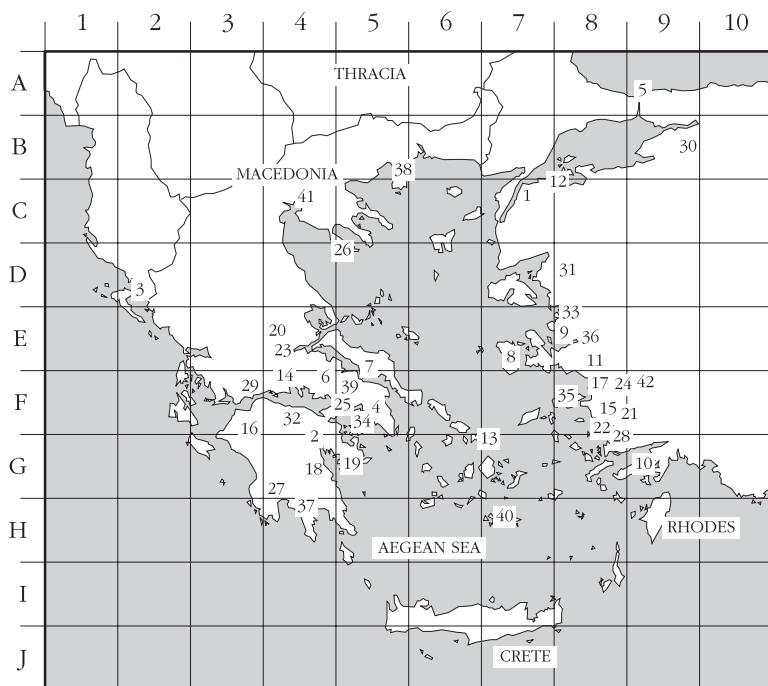 1 2 3 4 5 6 7 8 9 10
A THRACIA
5
B 30
38
MACEDONIA 12
C 41 1
26
D 31
3
33
E 20 9 36
23 8 11
7
14 6 17 24 42
29 39 35
F 25 4 15 21
16 32 34 22
2 13 28
G 18 19 10
27
37 40
H RHODES
AEGEAN SEA
I
J CRETE